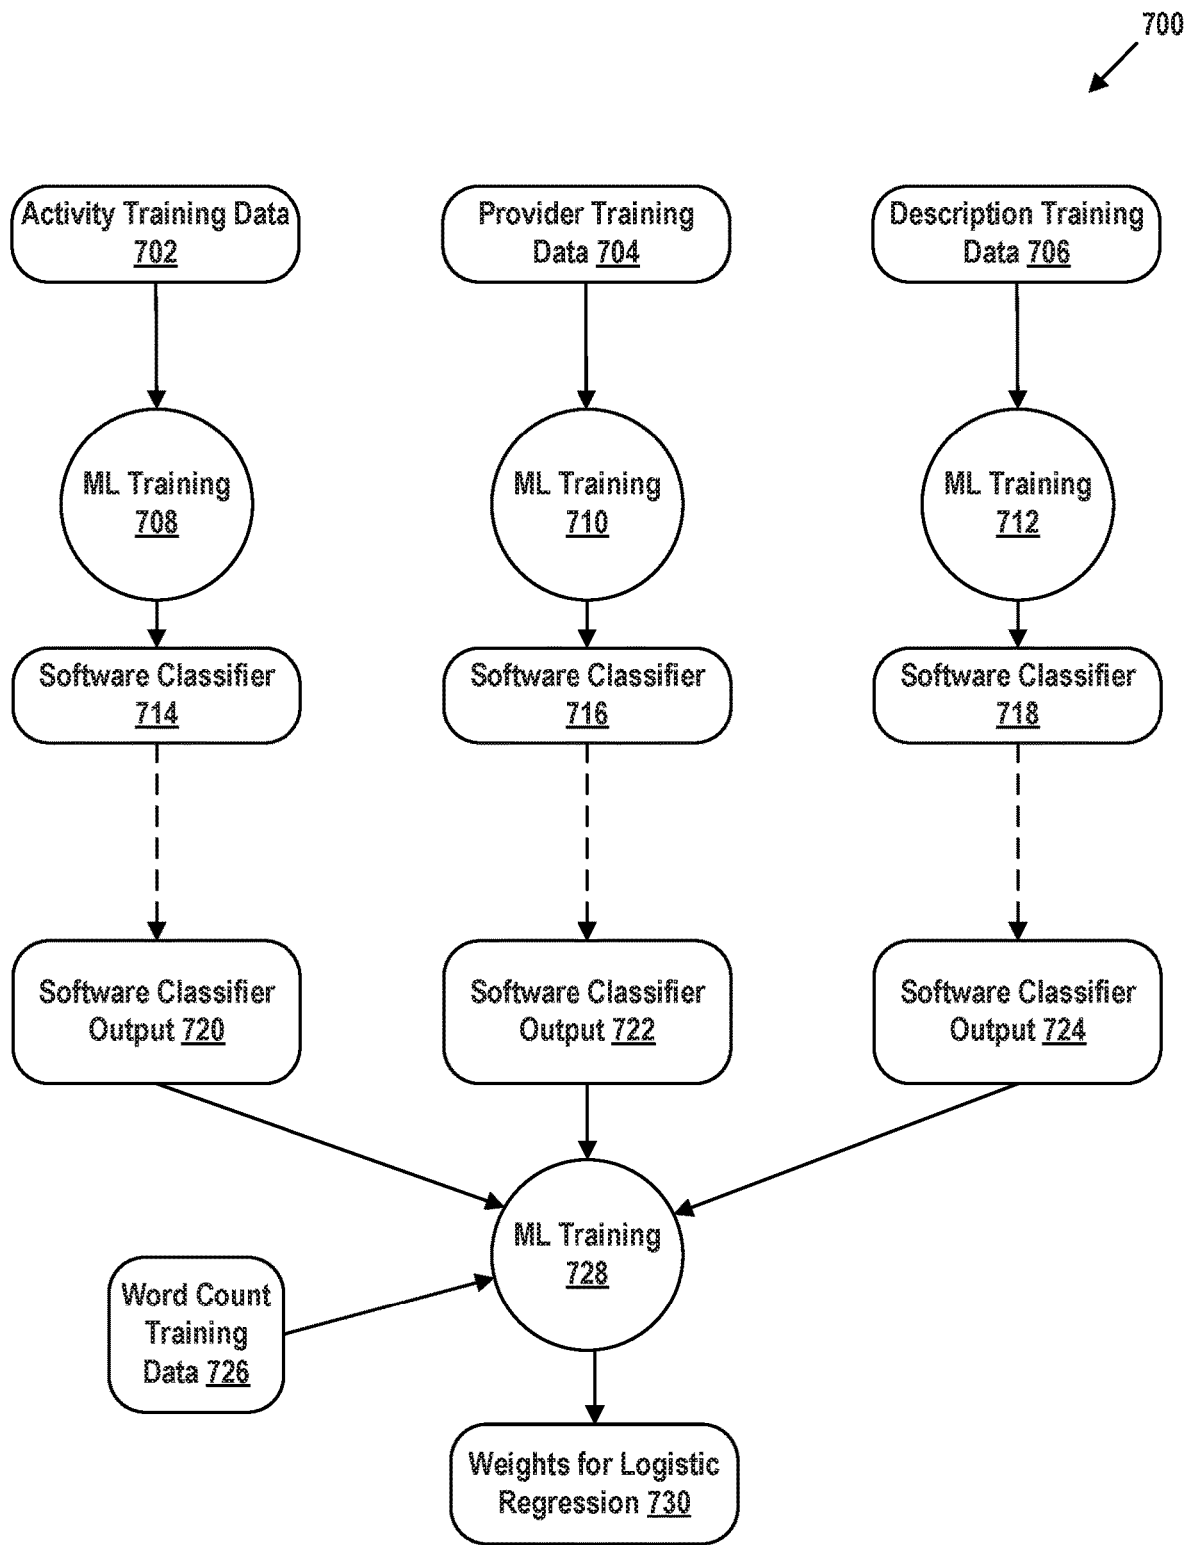 700
Activity Training Data
702
Provider Training
Data 704
Description Training
Data 706
ML Training
708
ML Training
710
ML Training
712
Software Classifier
714
Software Classifier
716
Software Classifier
718
Software Classifier
Output 720
Software Classifier
Output 722
Software Classifier
Output 724
ML Training
728
Word Count
Training
Data 726
Weights for Logistic
Regression 730